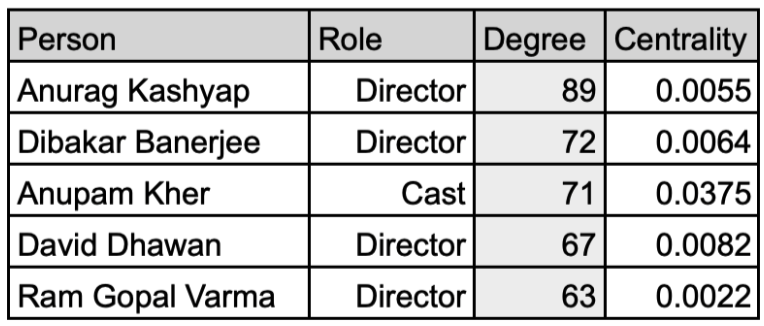 Person Role Degree Centrality
Anurag Kashyap Director 89 0.0055
Dibakar Banerjee Director 72 0.0064
Anupam Kher Cast 71 0.0375
David Dhawan Director 67 0.0082
Ram Gopal Varma Director 63 0.0022